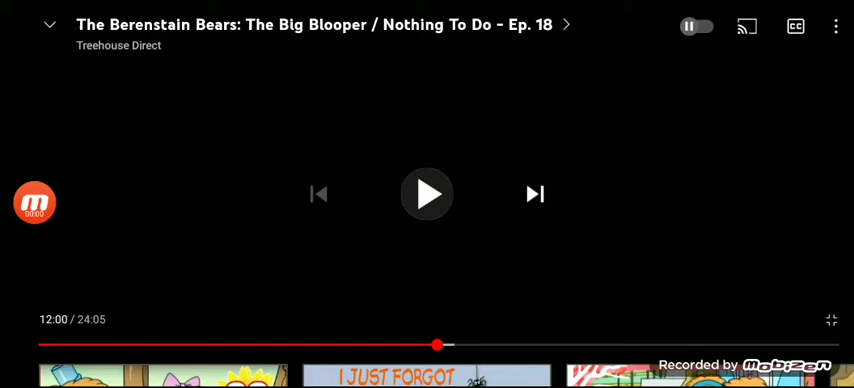 The Berenstain Bears: The Big Blooper / Nothing To Do - Ep. 18
Treehouse Direct
CC
m
00:00
12:00 / 24:05
I JUST FORGOT
Recorded by mobizen